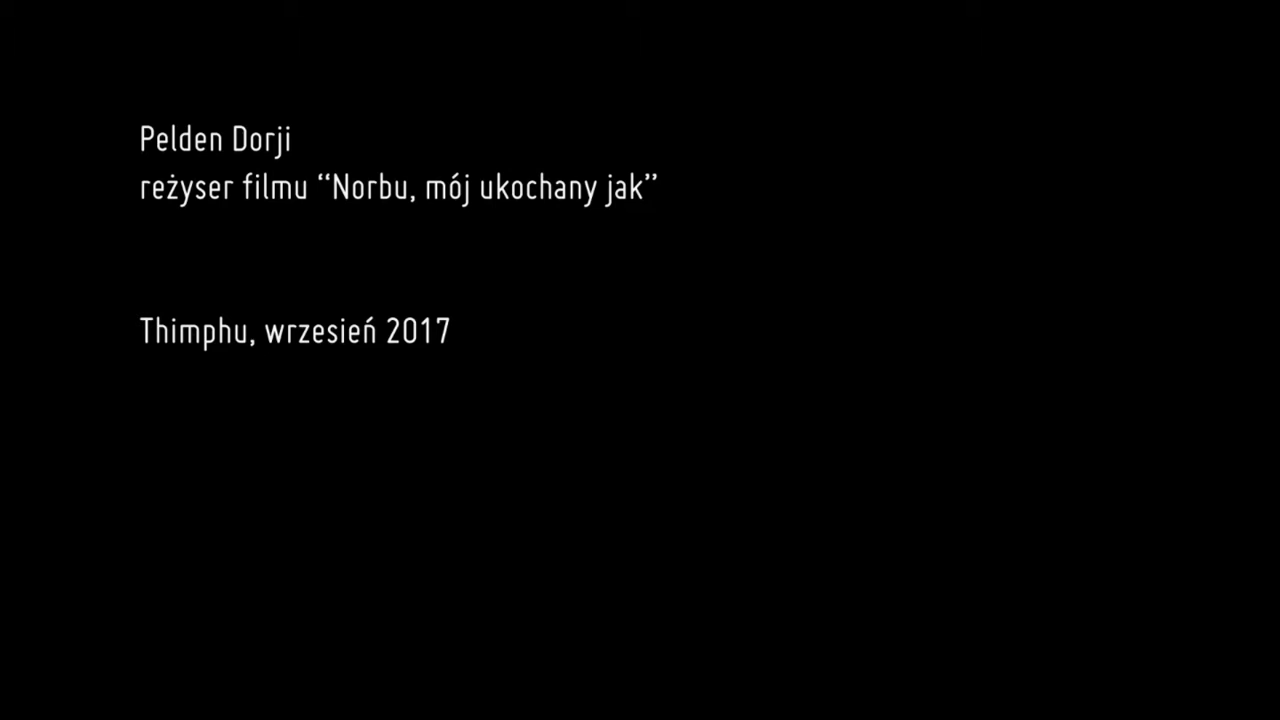 Pelden Dorji
reżyser filmu “Norbu, mój ukochany jak”
Thimphu, wrzesień 2017